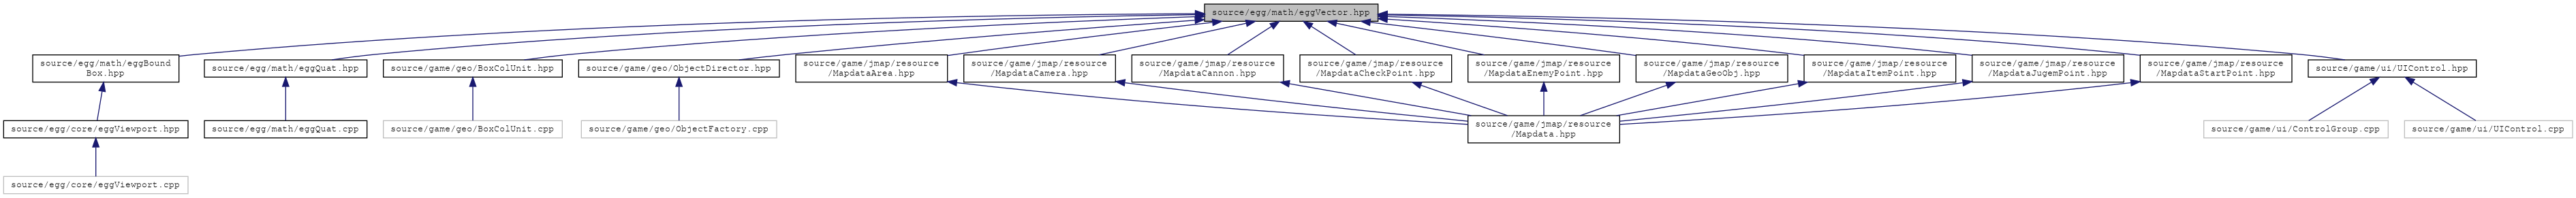 source/egg/math/eggVector.hpp
source/egg/math/eggBound
Box.hpp
source/egg/math/eggQuat.hpp
source/game/geo/BoxColUnit.hpp
source/game/geo/ObjectDirector.hpp
source/game/jmap/resource
/MapdataArea.hpp
source/game/jmap/resource
/MapdataCamera.hpp
source/game/jmap/resource
/MapdataCannon.hpp
source/game/jmap/resource
/MapdataCheckPoint.hpp
source/game/jmap/resource
/MapdataEnemyPoint.hpp
source/game/jmap/resource
/MapdataGeoObj.hpp
source/game/jmap/resource
/MapdataItemPoint.hpp
source/game/jmap/resource
/MapdataJugemPoint.hpp
source/game/jmap/resource
/MapdataStartPoint.hpp
source/game/ui/UIControl.hpp
source/egg/core/eggViewport.hpp
source/egg/math/eggQuat.cpp
source/game/geo/BoxColUnit.cpp
source/game/geo/ObjectFactory.cpp
source/game/jmap/resource
/Mapdata.hpp
source/game/ui/ControlGroup.cpp
source/game/ui/UIControl.cpp
source/egg/core/eggViewport.cpp